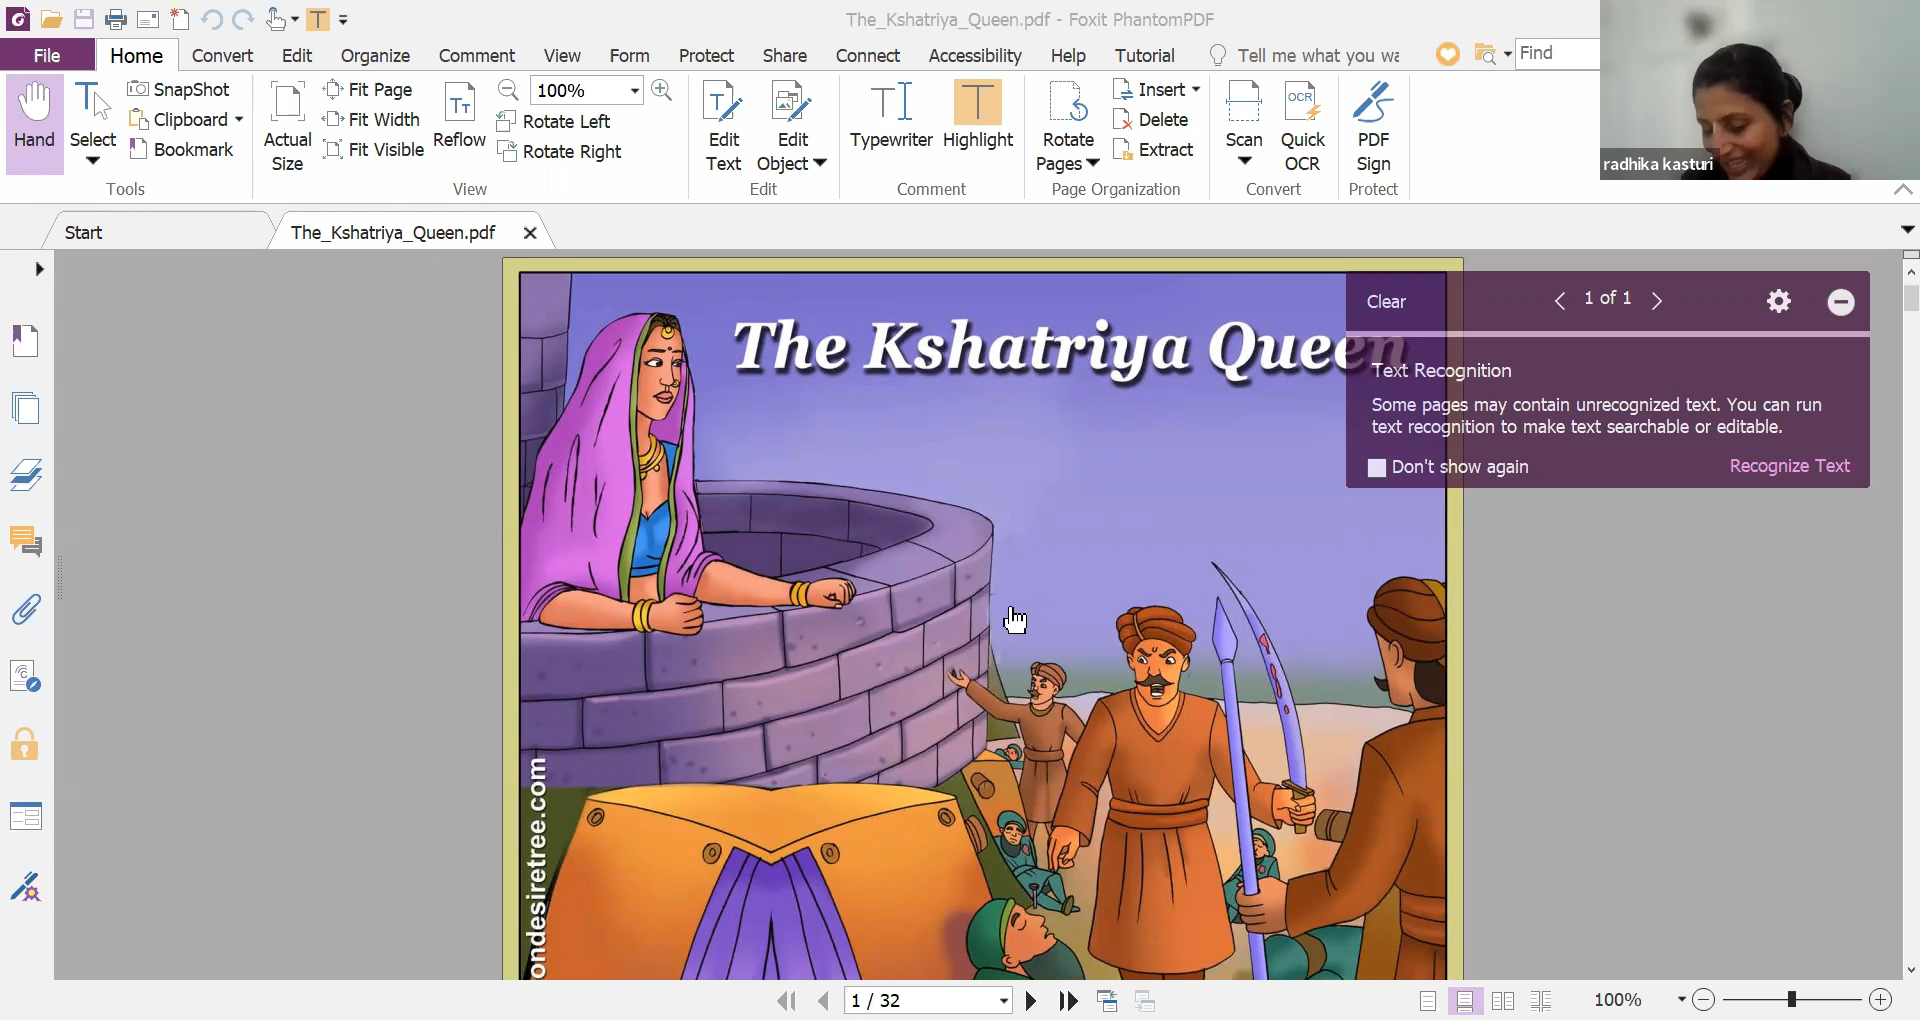 The_Kshatriya_Queen.pdf - Foxit PhantomPDF
File Home Convert Edit Organize Comment View Form Protect Share Connect Accessibility Help Tutorial Tell me what you wa Find
Hand
Select
SnapShot
Clipboard
Bookmark
Tools
Actual Size
Fit Page
Fit Width
Fit Visible
Reflow
100%
Rotate Left
Rotate Right
View
Edit Text
Edit Object
Edit
Typewriter
Highlight
Comment
Rotate Pages
Insert
Delete
Extract
Page Organization
Scan
OCR
Quick OCR
Convert
PDF Sign
Protect
radhika kasturi
Start
The_Kshatriya_Queen.pdf
The Kshatriya Queen
Clear
1 of 1
Text Recognition
Some pages may contain unrecognized text. You can run
text recognition to make text searchable or editable.
Don't show again
Recognize Text
ondesiretree.com
1 / 32
100%